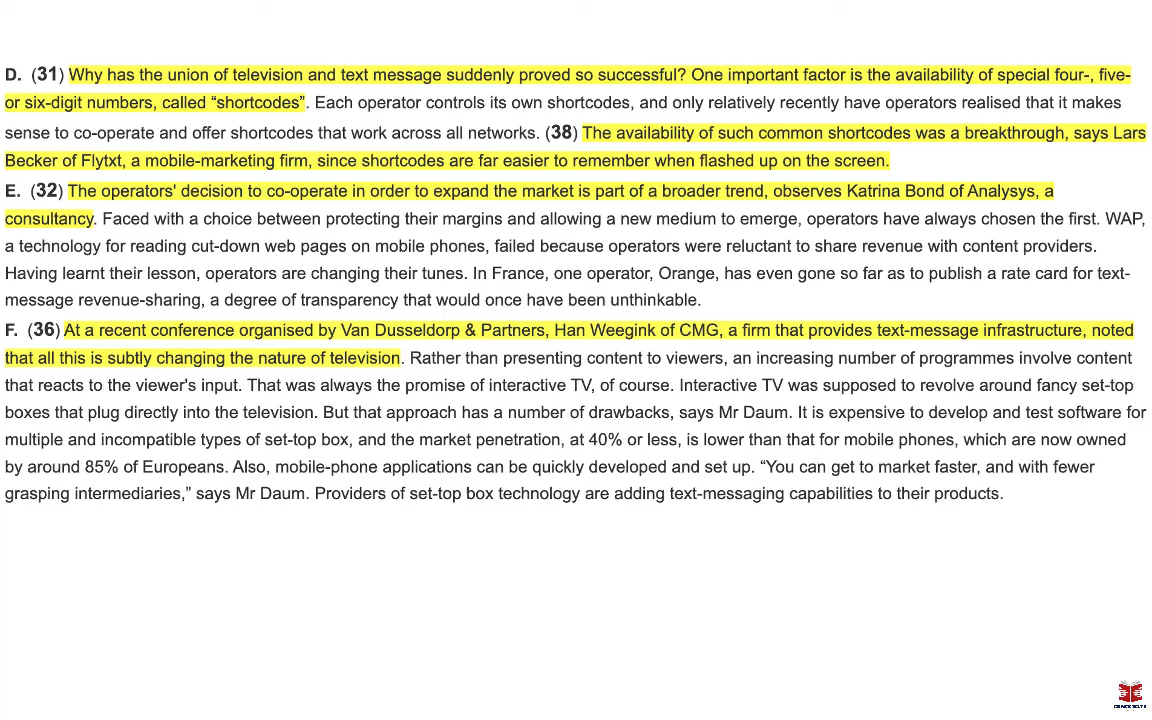 D. (31) Why has the union of television and text message suddenly proved so successful? One important factor is the availability of special four-, five-
or six-digit numbers, called “shortcodes”. Each operator controls its own shortcodes, and only relatively recently have operators realised that it makes
sense to co-operate and offer shortcodes that work across all networks. (38) The availability of such common shortcodes was a breakthrough, says Lars
Becker of Flytxt, a mobile-marketing firm, since shortcodes are far easier to remember when flashed up on the screen.
E. (32) The operators' decision to co-operate in order to expand the market is part of a broader trend, observes Katrina Bond of Analysys, a
consultancy. Faced with a choice between protecting their margins and allowing a new medium to emerge, operators have always chosen the first. WAP,
a technology for reading cut-down web pages on mobile phones, failed because operators were reluctant to share revenue with content providers.
Having learnt their lesson, operators are changing their tunes. In France, one operator, Orange, has even gone so far as to publish a rate card for text-
message revenue-sharing, a degree of transparency that would once have been unthinkable.
F. (36) At a recent conference organised by Van Dusseldorp & Partners, Han Weegink of CMG, a firm that provides text-message infrastructure, noted
that all this is subtly changing the nature of television. Rather than presenting content to viewers, an increasing number of programmes involve content
that reacts to the viewer's input. That was always the promise of interactive TV, of course. Interactive TV was supposed to revolve around fancy set-top
boxes that plug directly into the television. But that approach has a number of drawbacks, says Mr Daum. It is expensive to develop and test software for
multiple and incompatible types of set-top box, and the market penetration, at 40% or less, is lower than that for mobile phones, which are now owned
by around 85% of Europeans. Also, mobile-phone applications can be quickly developed and set up. “You can get to market faster, and with fewer
grasping intermediaries,” says Mr Daum. Providers of set-top box technology are adding text-messaging capabilities to their products.